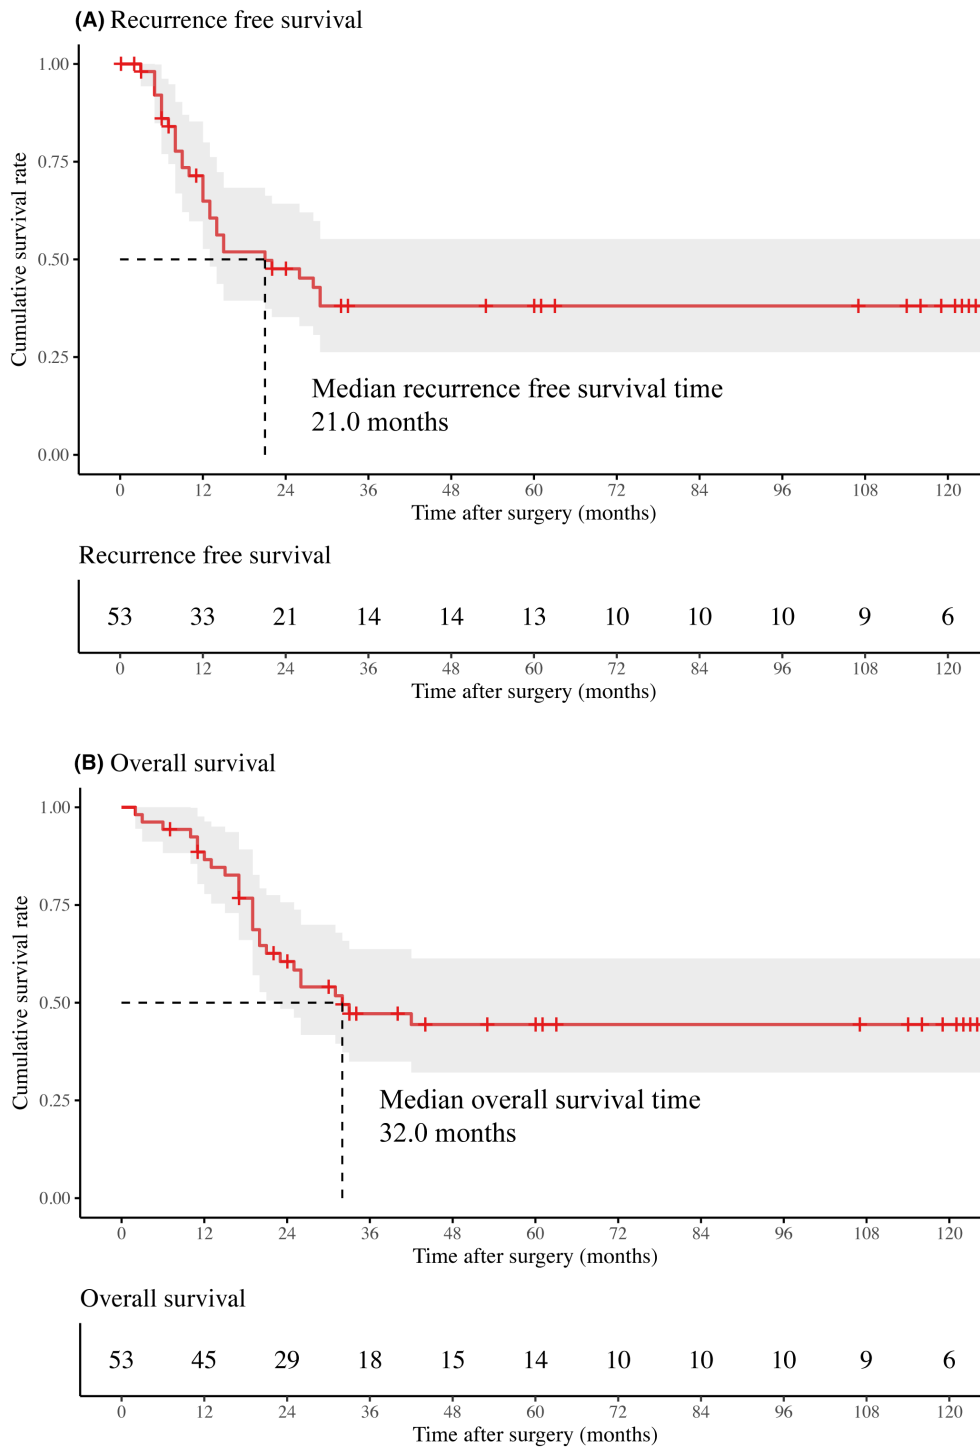 (A) Recurrence free survival
Cumulative survival rate
1.00
0.75
0.50
0.25
0.00
Median recurrence free survival time
21.0 months
0 12 24 36 48 60 72 84 96 108 120
Time after surgery (months)
Recurrence free survival
53 33 21 14 14 13 10 10 10 9 6
0 12 24 36 48 60 72 84 96 108 120
Time after surgery (months)
(B) Overall survival
Cumulative survival rate
1.00
0.75
0.50
0.25
0.00
Median overall survival time
32.0 months
0 12 24 36 48 60 72 84 96 108 120
Time after surgery (months)
Overall survival
53 45 29 18 15 14 10 10 10 9 6
0 12 24 36 48 60 72 84 96 108 120
Time after surgery (months)